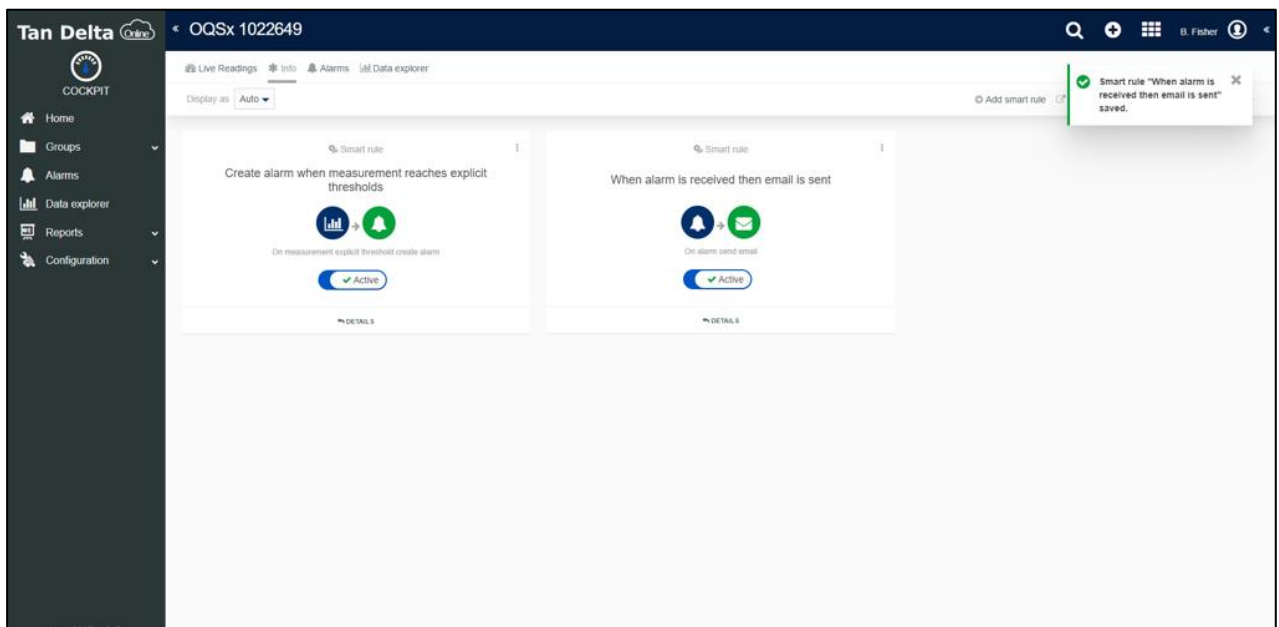 Tan Delta Online
COCKPIT
Home
Groups
Alarms
Data explorer
Reports
Configuration
« OQSx 1022649
B. Fisher «
Live Readings Info Alarms Data explorer
Display as Auto
Add smart rule
Smart rule "When alarm is
received then email is sent"
saved.
Smart rule
Create alarm when measurement reaches explicit
thresholds
On measurement explicit threshold create alarm
Active
DETAILS
Smart rule
When alarm is received then email is sent
On alarm send email
Active
DETAILS